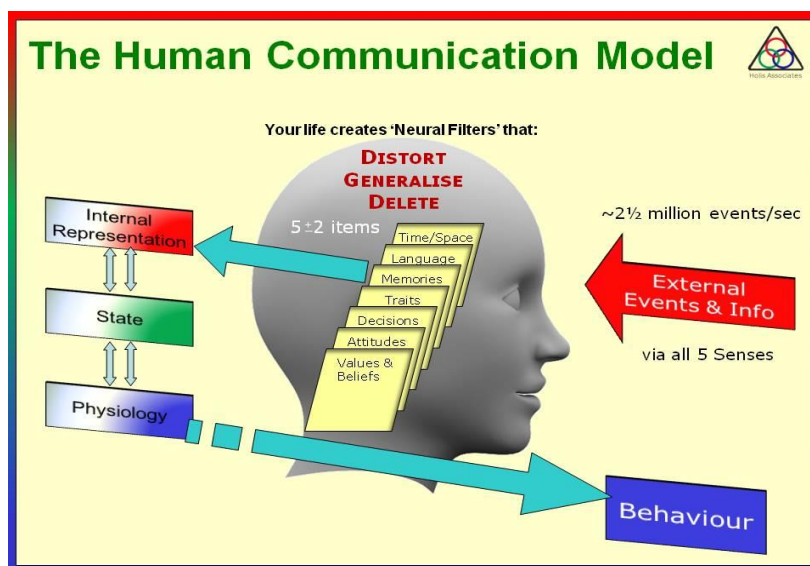 The Human Communication Model
Holis Associates
Your life creates 'Neural Filters' that:
DISTORT
GENERALISE
DELETE
5±2 items
Time/Space
Language
Memories
Traits
Decisions
Attitudes
Values &
Beliefs
Internal
Representation
State
Physiology
~2½ million events/sec
External
Events & Info
via all 5 Senses
Behaviour